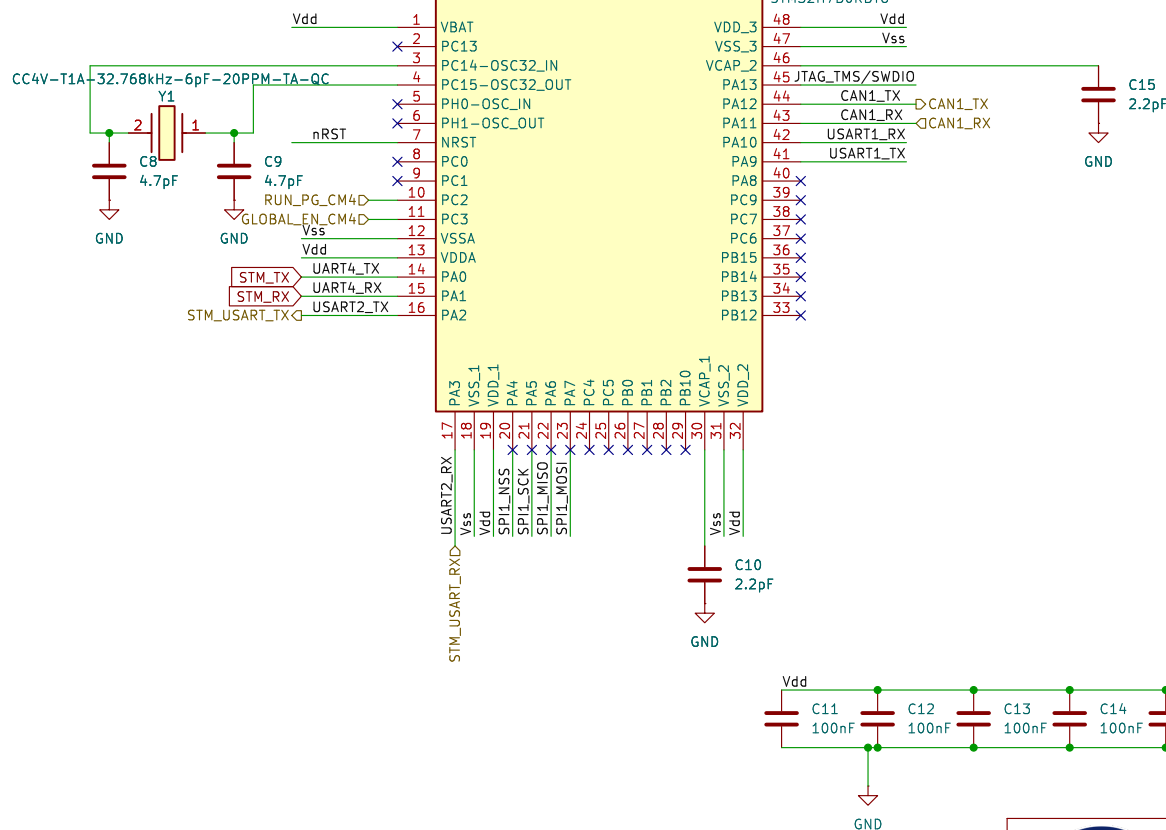 Vdd
1
VBAT
2
PC13
3
PC14-OSC32_IN
4
PC15-OSC32_OUT
5
PH0-OSC_IN
6
PH1-OSC_OUT
7
NRST
nRST
8
PC0
9
PC1
10
PC2
RUN_PG_CM4
11
PC3
GLOBAL_EN_CM4
12
VSSA
Vss
13
VDDA
Vdd
14
PA0
UART4_TX
STM_TX
15
PA1
UART4_RX
STM_RX
16
PA2
USART2_TX
STM_USART_TX
CC4V-T1A-32.768kHz-6pF-20PPM-TA-QC
Y1
2
1
C8
4.7pF
GND
C9
4.7pF
GND
VDD_3
48
Vdd
VSS_3
47
Vss
VCAP_2
46
PA13
45
JTAG_TMS/SWDIO
PA12
44
CAN1_TX
CAN1_TX
PA11
43
CAN1_RX
CAN1_RX
PA10
42
USART1_RX
PA9
41
USART1_TX
PA8
40
PC9
39
PC7
38
PC6
37
PB15
36
PB14
35
PB13
34
PB12
33
C15
2.2pF
GND
PA3
17
USART2_RX
STM_USART_RX
VSS_1
18
Vss
VDD_1
19
Vdd
PA4
20
SPI1_NSS
PA5
21
SPI1_SCK
PA6
22
SPI1_MISO
PA7
23
SPI1_MOSI
PC4
24
PC5
25
PB0
26
PB1
27
PB2
28
PB10
29
VCAP_1
30
VSS_2
31
Vss
VDD_2
32
Vdd
C10
2.2pF
GND
Vdd
C11
100nF
C12
100nF
C13
100nF
C14
100nF
GND